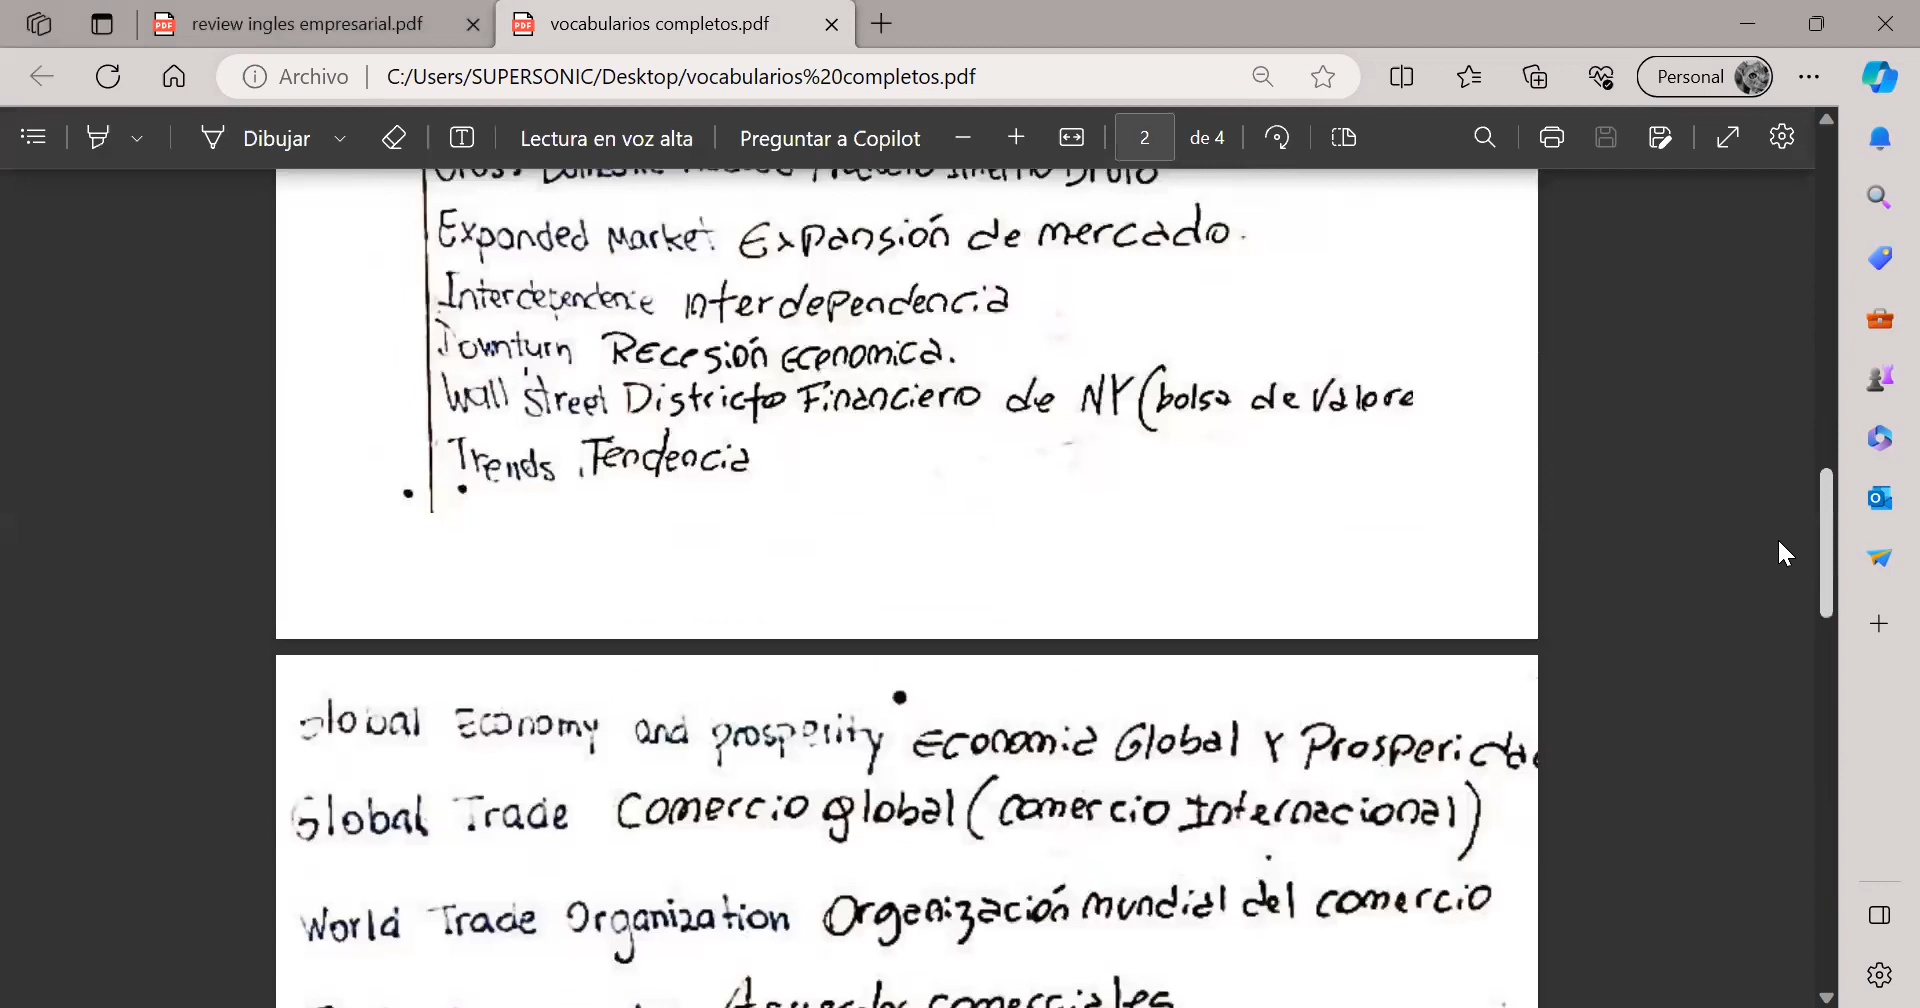 review ingles empresarial.pdf
vocabularios completos.pdf
Archivo
C:/Users/SUPERSONIC/Desktop/vocabularios%20completos.pdf
Personal
Dibujar
Lectura en voz alta
Preguntar a Copilot
2
de 4
Expanded Market Expansión de mercado.
Interdependence Interdependencia
Downturn Recesión Economica.
Wall Street Districto Financiero de NY (bolsa de Valore
Trends Tendencia
Global Economy and prosperity Economia Global Y Prosperida
Global Trade Comercio global (comercio Internacional)
World Trade Organization Organización mundial del comercio
comerciales